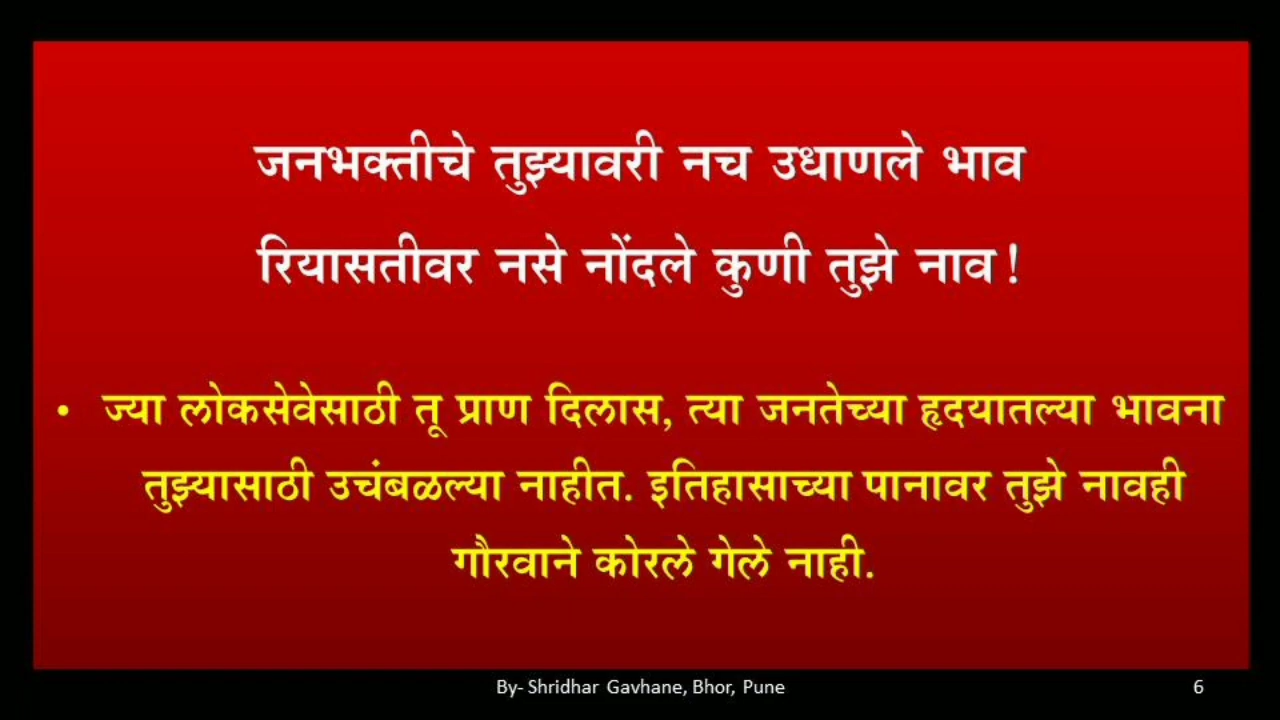 जनभक्तीचे तुझ्यावरी नच उधाणले भाव
रियासतीवर नसे नोंदले कुणी तुझे नाव!
• ज्या लोकसेवेसाठी तू प्राण दिलास, त्या जनतेच्या हृदयातल्या भावना
तुझ्यासाठी उचंबळल्या नाहीत. इतिहासाच्या पानावर तुझे नावही
गौरवाने कोरले गेले नाही.
By- Shridhar Gavhane, Bhor, Pune
6